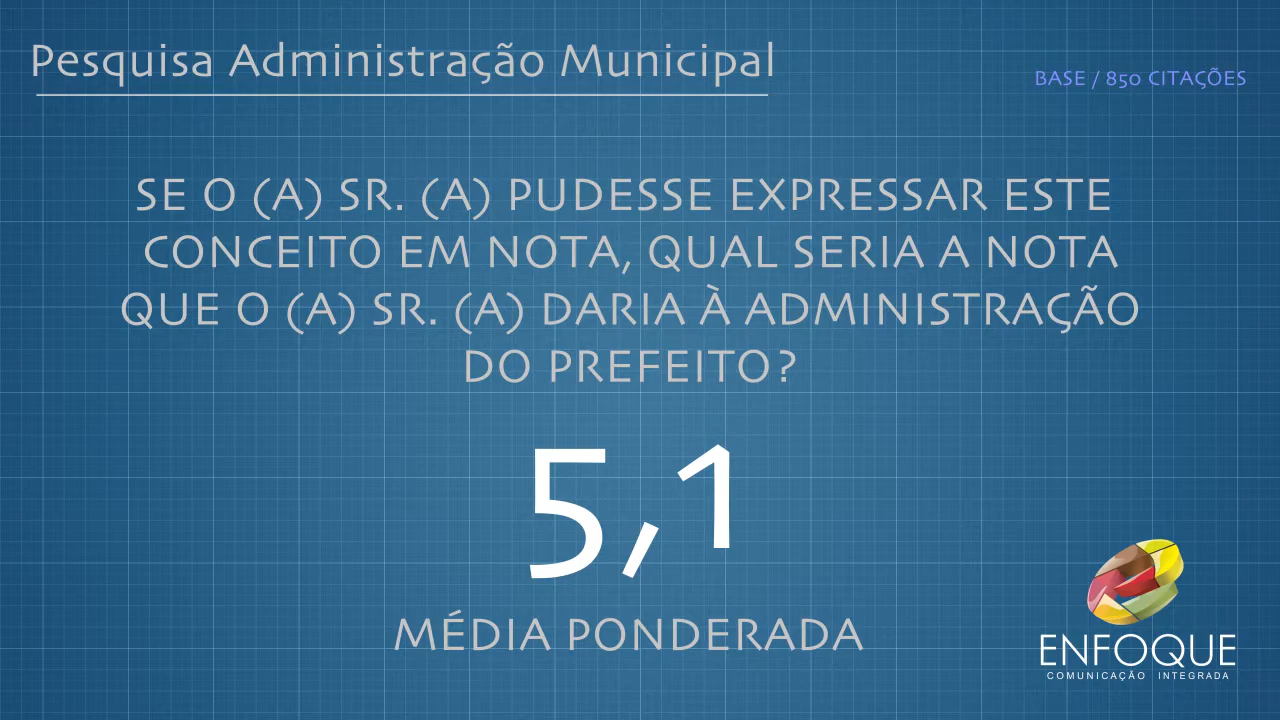 Pesquisa Administração Municipal
BASE / 850 CITAÇÕES
SE O (A) SR. (A) PUDESSE EXPRESSAR ESTE
CONCEITO EM NOTA, QUAL SERIA A NOTA
QUE O (A) SR. (A) DARIA À ADMINISTRAÇÃO
DO PREFEITO?
5,1
MÉDIA PONDERADA
ENFOQUE
COMUNICAÇÃO INTEGRADA